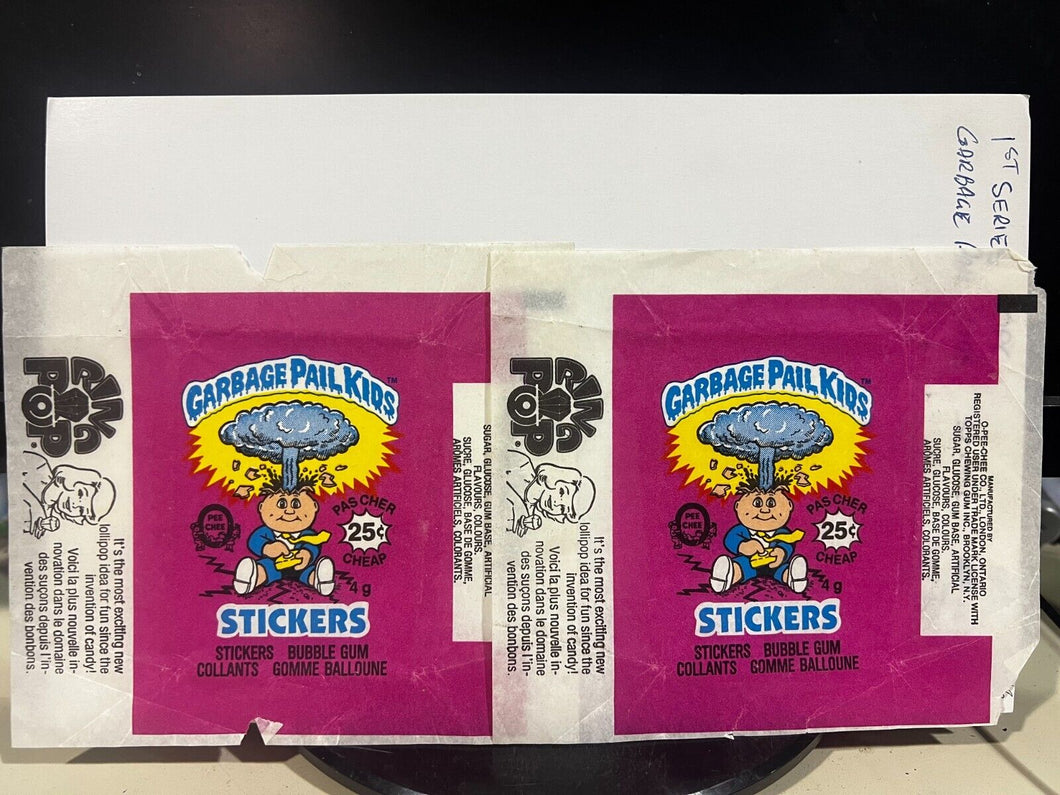 1ST SERIE
GARBAGE
RING
POP
It's the most exciting new
lollipop idea for fun since the
invention of candy!
Voici la plus nouvelle in-
novation dans le domaine
des suçons depuis l'in-
vention des bonbons.
GARBAGE PAIL KIDS™
PEE
CHEE
PAS CHER
25¢
CHEAP
4 g
STICKERS
STICKERS BUBBLE GUM
COLLANTS GOMME BALLOUNE
SUGAR, GLUCOSE, GUM BASE, ARTIFICIAL
FLAVOURS, COLOURS.
SUCRE, GLUCOSE, BASE DE GOMME,
ARÔMES ARTIFICIELS, COLORANTS.
RING
POP
It's the most exciting new
lollipop idea for fun since the
invention of candy!
Voici la plus nouvelle in-
novation dans le domaine
des suçons depuis l'in-
vention des bonbons.
GARBAGE PAIL KIDS™
PEE
CHEE
PAS CHER
25¢
CHEAP
4 g
STICKERS
STICKERS BUBBLE GUM
COLLANTS GOMME BALLOUNE
MANUFACTURED BY
O-PEE-CHEE CO. LTD., LONDON, ONTARIO
REGISTERED USER UNDER TRADE MARK LICENSE WITH
TOPPS CHEWING GUM INC. BROOKLYN, N.Y.
SUGAR, GLUCOSE, GUM BASE, ARTIFICIAL
FLAVOURS, COLOURS.
SUCRE, GLUCOSE, BASE DE GOMME,
ARÔMES ARTIFICIELS, COLORANTS.